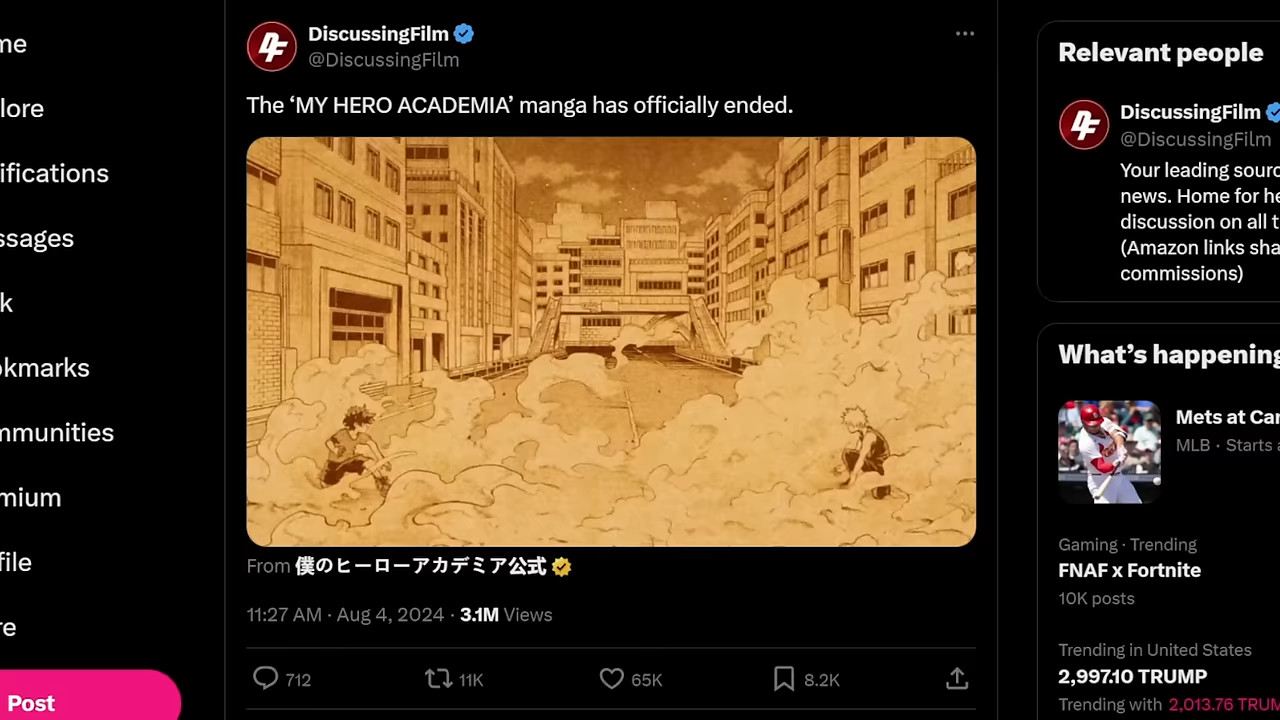 me
lore
ifications
ssages
k
okmarks
mmunities
mium
file
re
Post
DiscussingFilm
@DiscussingFilm
The ‘MY HERO ACADEMIA’ manga has officially ended.
From 僕のヒーローアカデミア公式
11:27 AM · Aug 4, 2024 · 3.1M Views
712 11K 65K 8.2K
Relevant people
DiscussingFilm
@DiscussingFilm
Your leading sourc
news. Home for he
discussion on all t
(Amazon links sha
commissions)
What’s happening
Mets at Car
MLB · Starts a
Gaming · Trending
FNAF x Fortnite
10K posts
Trending in United States
2,997.10 TRUMP
Trending with 2,013.76 TRUM